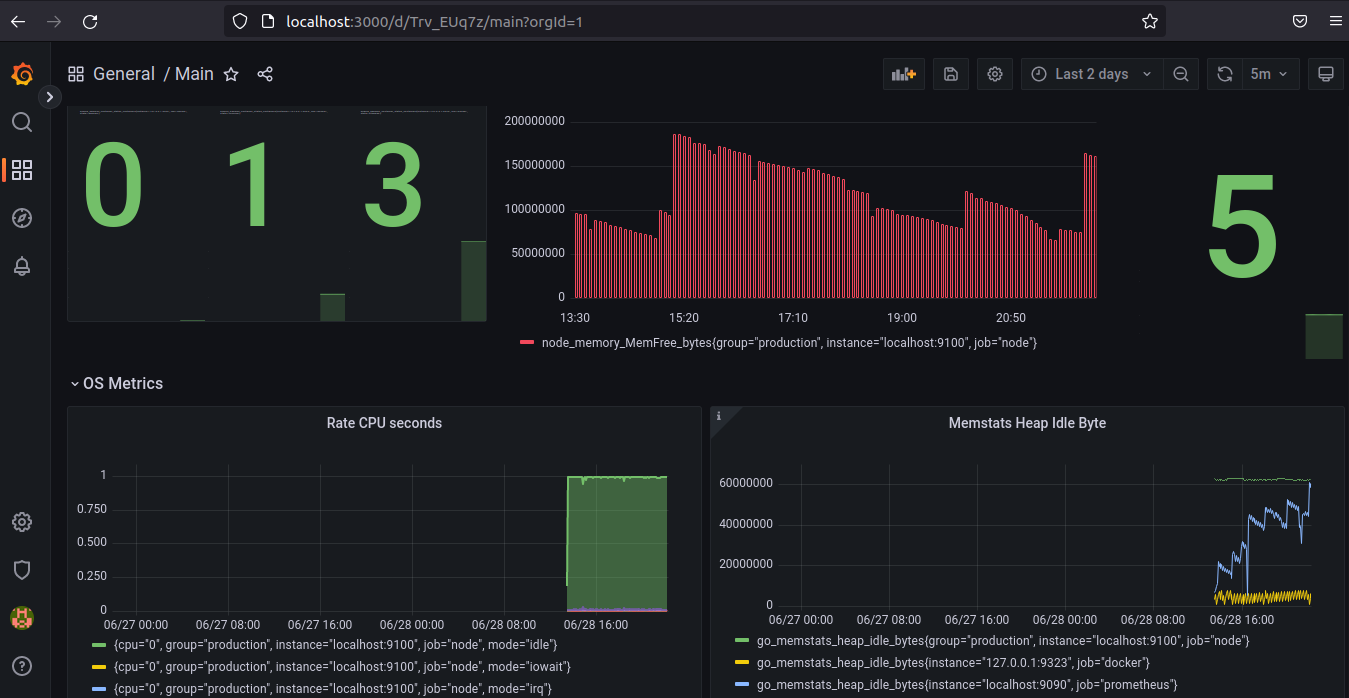 localhost:3000/d/Trv_EUq7z/main?orgId=1
General / Main
Last 2 days
5m
0 1 3
200000000
150000000
100000000
50000000
0
13:30 15:20 17:10 19:00 20:50
node_memory_MemFree_bytes{group="production", instance="localhost:9100", job="node"}
5
OS Metrics
Rate CPU seconds
1
0.750
0.500
0.250
0
06/27 00:00 06/27 08:00 06/27 16:00 06/28 00:00 06/28 08:00 06/28 16:00
{cpu="0", group="production", instance="localhost:9100", job="node", mode="idle"}
{cpu="0", group="production", instance="localhost:9100", job="node", mode="iowait"}
{cpu="0", group="production", instance="localhost:9100", job="node", mode="irq"}
i
Memstats Heap Idle Byte
60000000
40000000
20000000
0
06/27 00:00 06/27 08:00 06/27 16:00 06/28 00:00 06/28 08:00 06/28 16:00
go_memstats_heap_idle_bytes{group="production", instance="localhost:9100", job="node"}
go_memstats_heap_idle_bytes{instance="127.0.0.1:9323", job="docker"}
go_memstats_heap_idle_bytes{instance="localhost:9090", job="prometheus"}